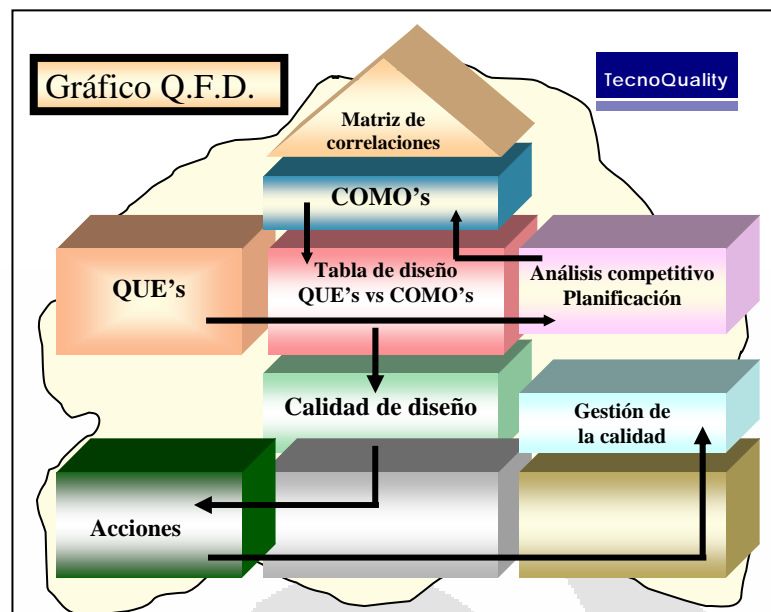 Gráfico Q.F.D.
TecnoQuality
Matriz de
correlaciones
COMO’s
QUE’s
Tabla de diseño
QUE’s vs COMO’s
Análisis competitivo
Planificación
Calidad de diseño
Gestión de
la calidad
Acciones